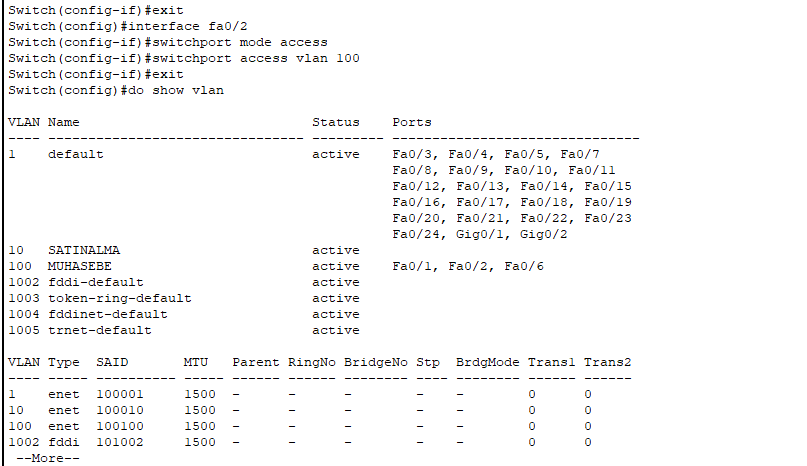 Switch(config-if)#exit
Switch(config)#interface fa0/2
Switch(config-if)#switchport mode access
Switch(config-if)#switchport access vlan 100
Switch(config-if)#exit
Switch(config)#do show vlan

VLAN Name                             Status    Ports
---- -------------------------------- --------- -------------------------------
1    default                          active    Fa0/3, Fa0/4, Fa0/5, Fa0/7
                                                Fa0/8, Fa0/9, Fa0/10, Fa0/11
                                                Fa0/12, Fa0/13, Fa0/14, Fa0/15
                                                Fa0/16, Fa0/17, Fa0/18, Fa0/19
                                                Fa0/20, Fa0/21, Fa0/22, Fa0/23
                                                Fa0/24, Gig0/1, Gig0/2
10   SATINALMA                        active
100  MUHASEBE                         active    Fa0/1, Fa0/2, Fa0/6
1002 fddi-default                     active
1003 token-ring-default               active
1004 fddinet-default                  active
1005 trnet-default                    active

VLAN Type  SAID       MTU   Parent RingNo BridgeNo Stp  BrdgMode Trans1 Trans2
---- ----- ---------- ----- ------ ------ -------- ---- -------- ------ ------
1    enet  100001     1500  -      -      -        -    -        0      0
10   enet  100010     1500  -      -      -        -    -        0      0
100  enet  100100     1500  -      -      -        -    -        0      0
1002 fddi  101002     1500  -      -      -        -    -        0      0
 --More--